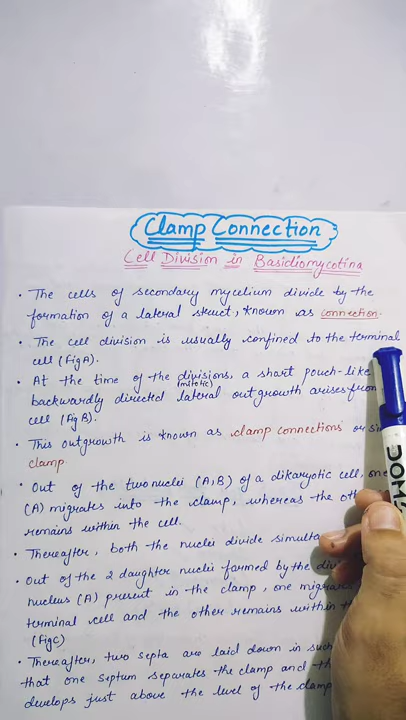 Clamp Connection
Cell Division in Basidiomycotina
• The cells of secondary mycelium divide by the
formation of a lateral struct, known as connection.
• The cell division is usually confined to the terminal
cell (fig A).
• At the time of the divisions, a short pouch-like
(mitotic)
backwardly directed lateral outgrowth arises from
cell (fig B).
• This outgrowth is known as clamp connections or
clamp.
• Out of the two nuclei (A,B) of a dikaryotic cell, one
(A) migrates into the clamp, whereas the
remains within the cell.
• Thereafter, both the nuclei divide
• Out of the 2 daughter nuclei formed by the
nucleus (A) present in the clamp, one
terminal cell and the other remains within
(fig C)
• Thereafter, two septa are laid down in
that one septum separates the clamp and
develops just above the level of the clamp
DOMS